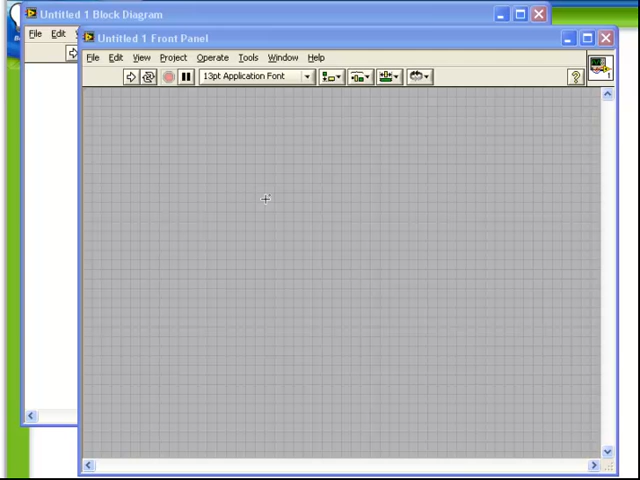 Untitled 1 Block Diagram
File Edit
Untitled 1 Front Panel
File Edit View Project Operate Tools Window Help
13pt Application Font
?
1